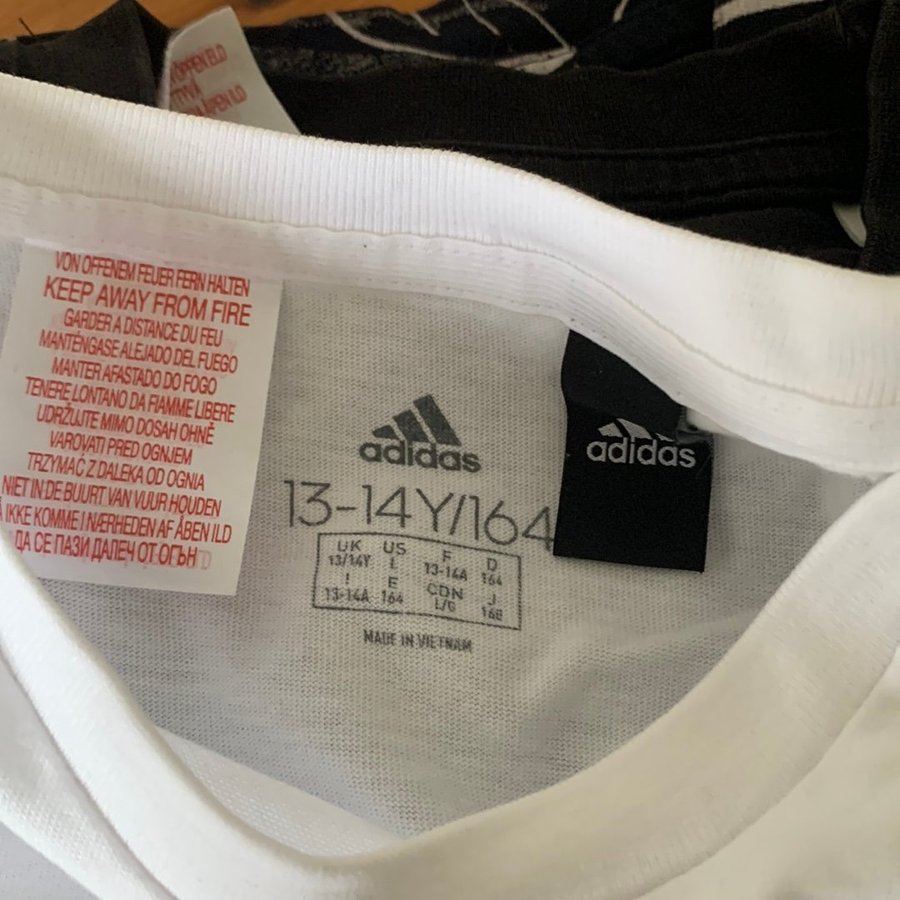 ÖPPEN ELD
ÅPEN ILD
VON OFFENEM FEUER FERN HALTEN
KEEP AWAY FROM FIRE
GARDER A DISTANCE DU FEU
MANTÉNGASE ALEJADO DEL FUEGO
MANTER AFASTADO DO FOGO
TENERE LONTANO DA FIAMME LIBERE
UDRŽUJTE MIMO DOSAH OHNĚ
VAROVATI PRED OGNJEM
TRZYMAĆ Z DALEKA OD OGNIA
NIET IN DE BUURT VAN VUUR HOUDEN
IKKE KOMME I NÆRHEDEN AF ÅBEN ILD
ДА СЕ ПАЗИ ДАЛЕЧ ОТ ОГЪН
adidas
13-14Y/164
UK US F D
13/14Y L 13-14A 164
I E CDN J
13-14A 164 L/G 160
MADE IN VIETNAM
adidas